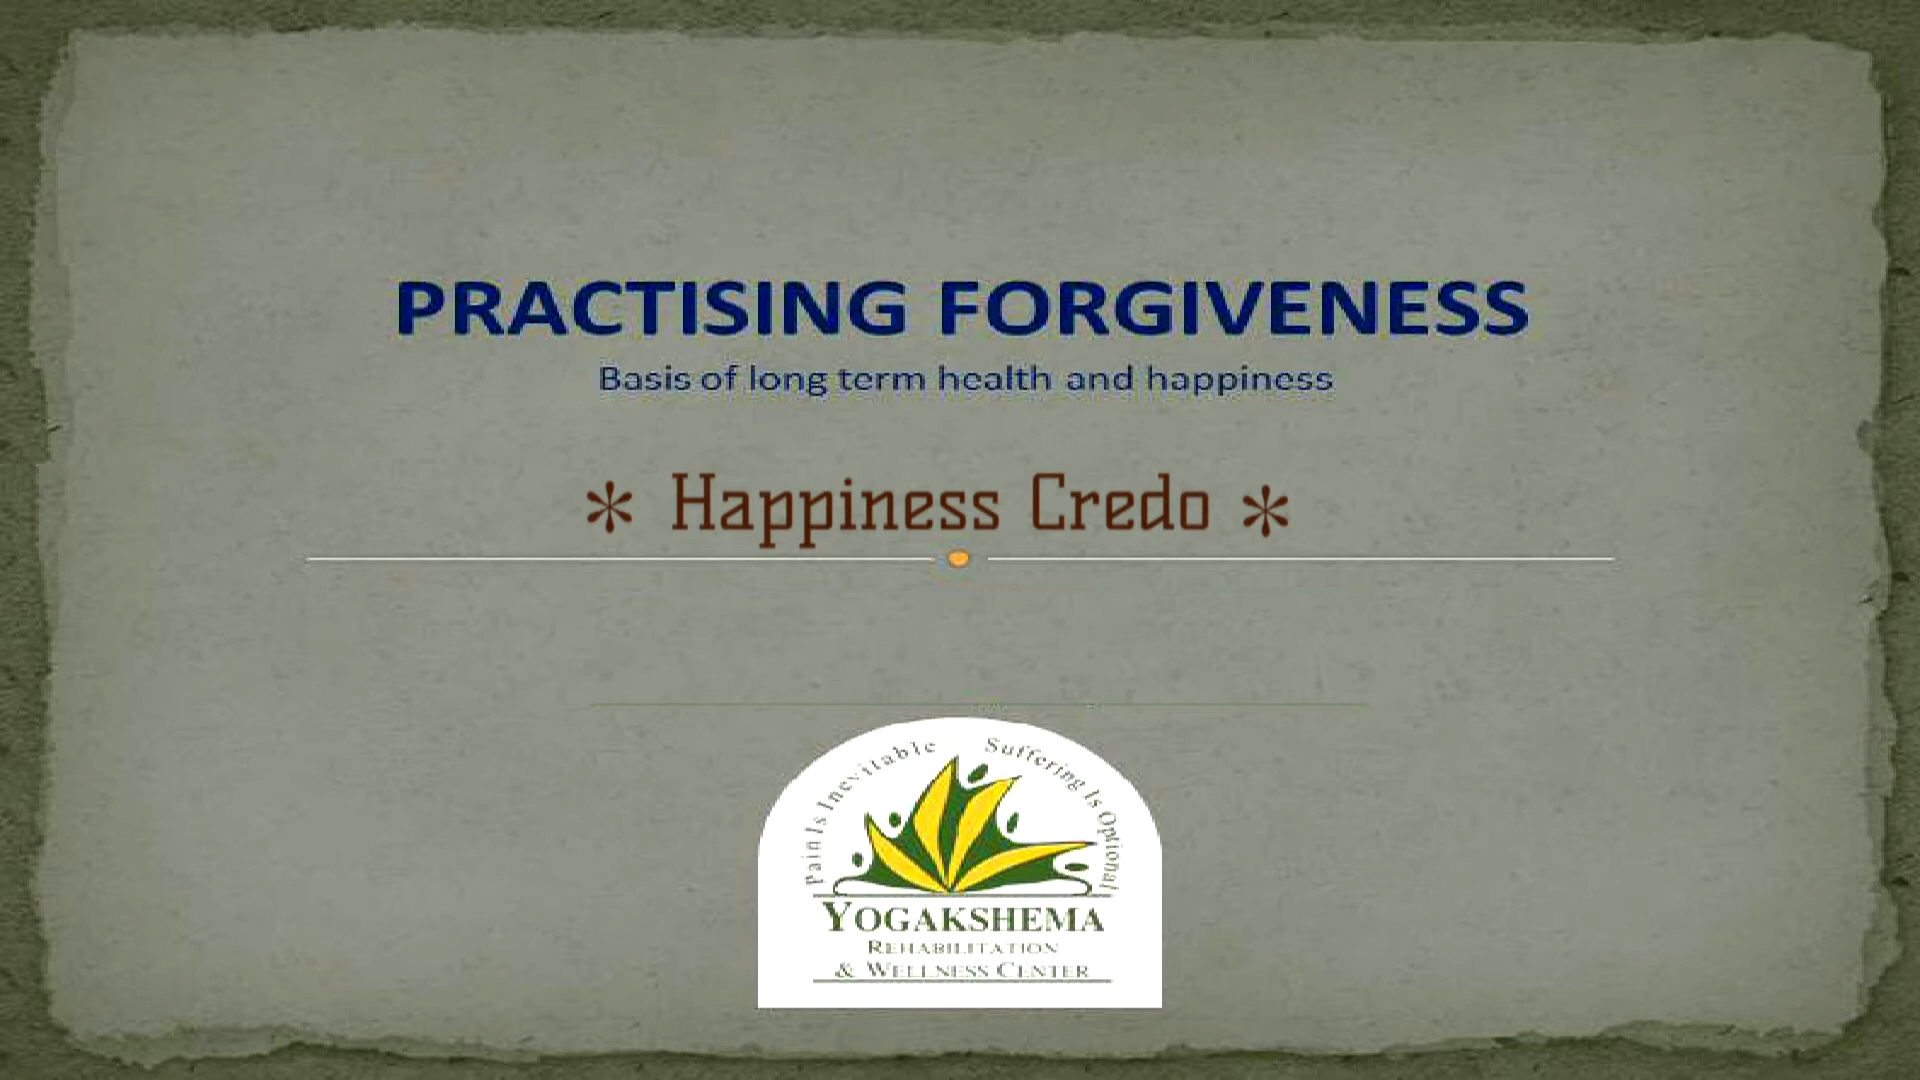 PRACTISING FORGIVENESS
Basis of long term health and happiness
* Happiness Credo *
Pain Is Inevitable Suffering Is Optional
YOGAKSHEMA
REHABILITATION
& WELLNESS CENTER